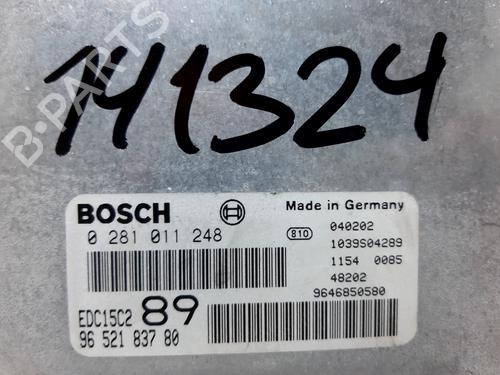 141324
B-PARTS
BOSCH
Made in Germany
0 281 011 248
810
040202
1039S04289
1154 0085
48202
9646850580
EDC15C2 89
96 521 837 80